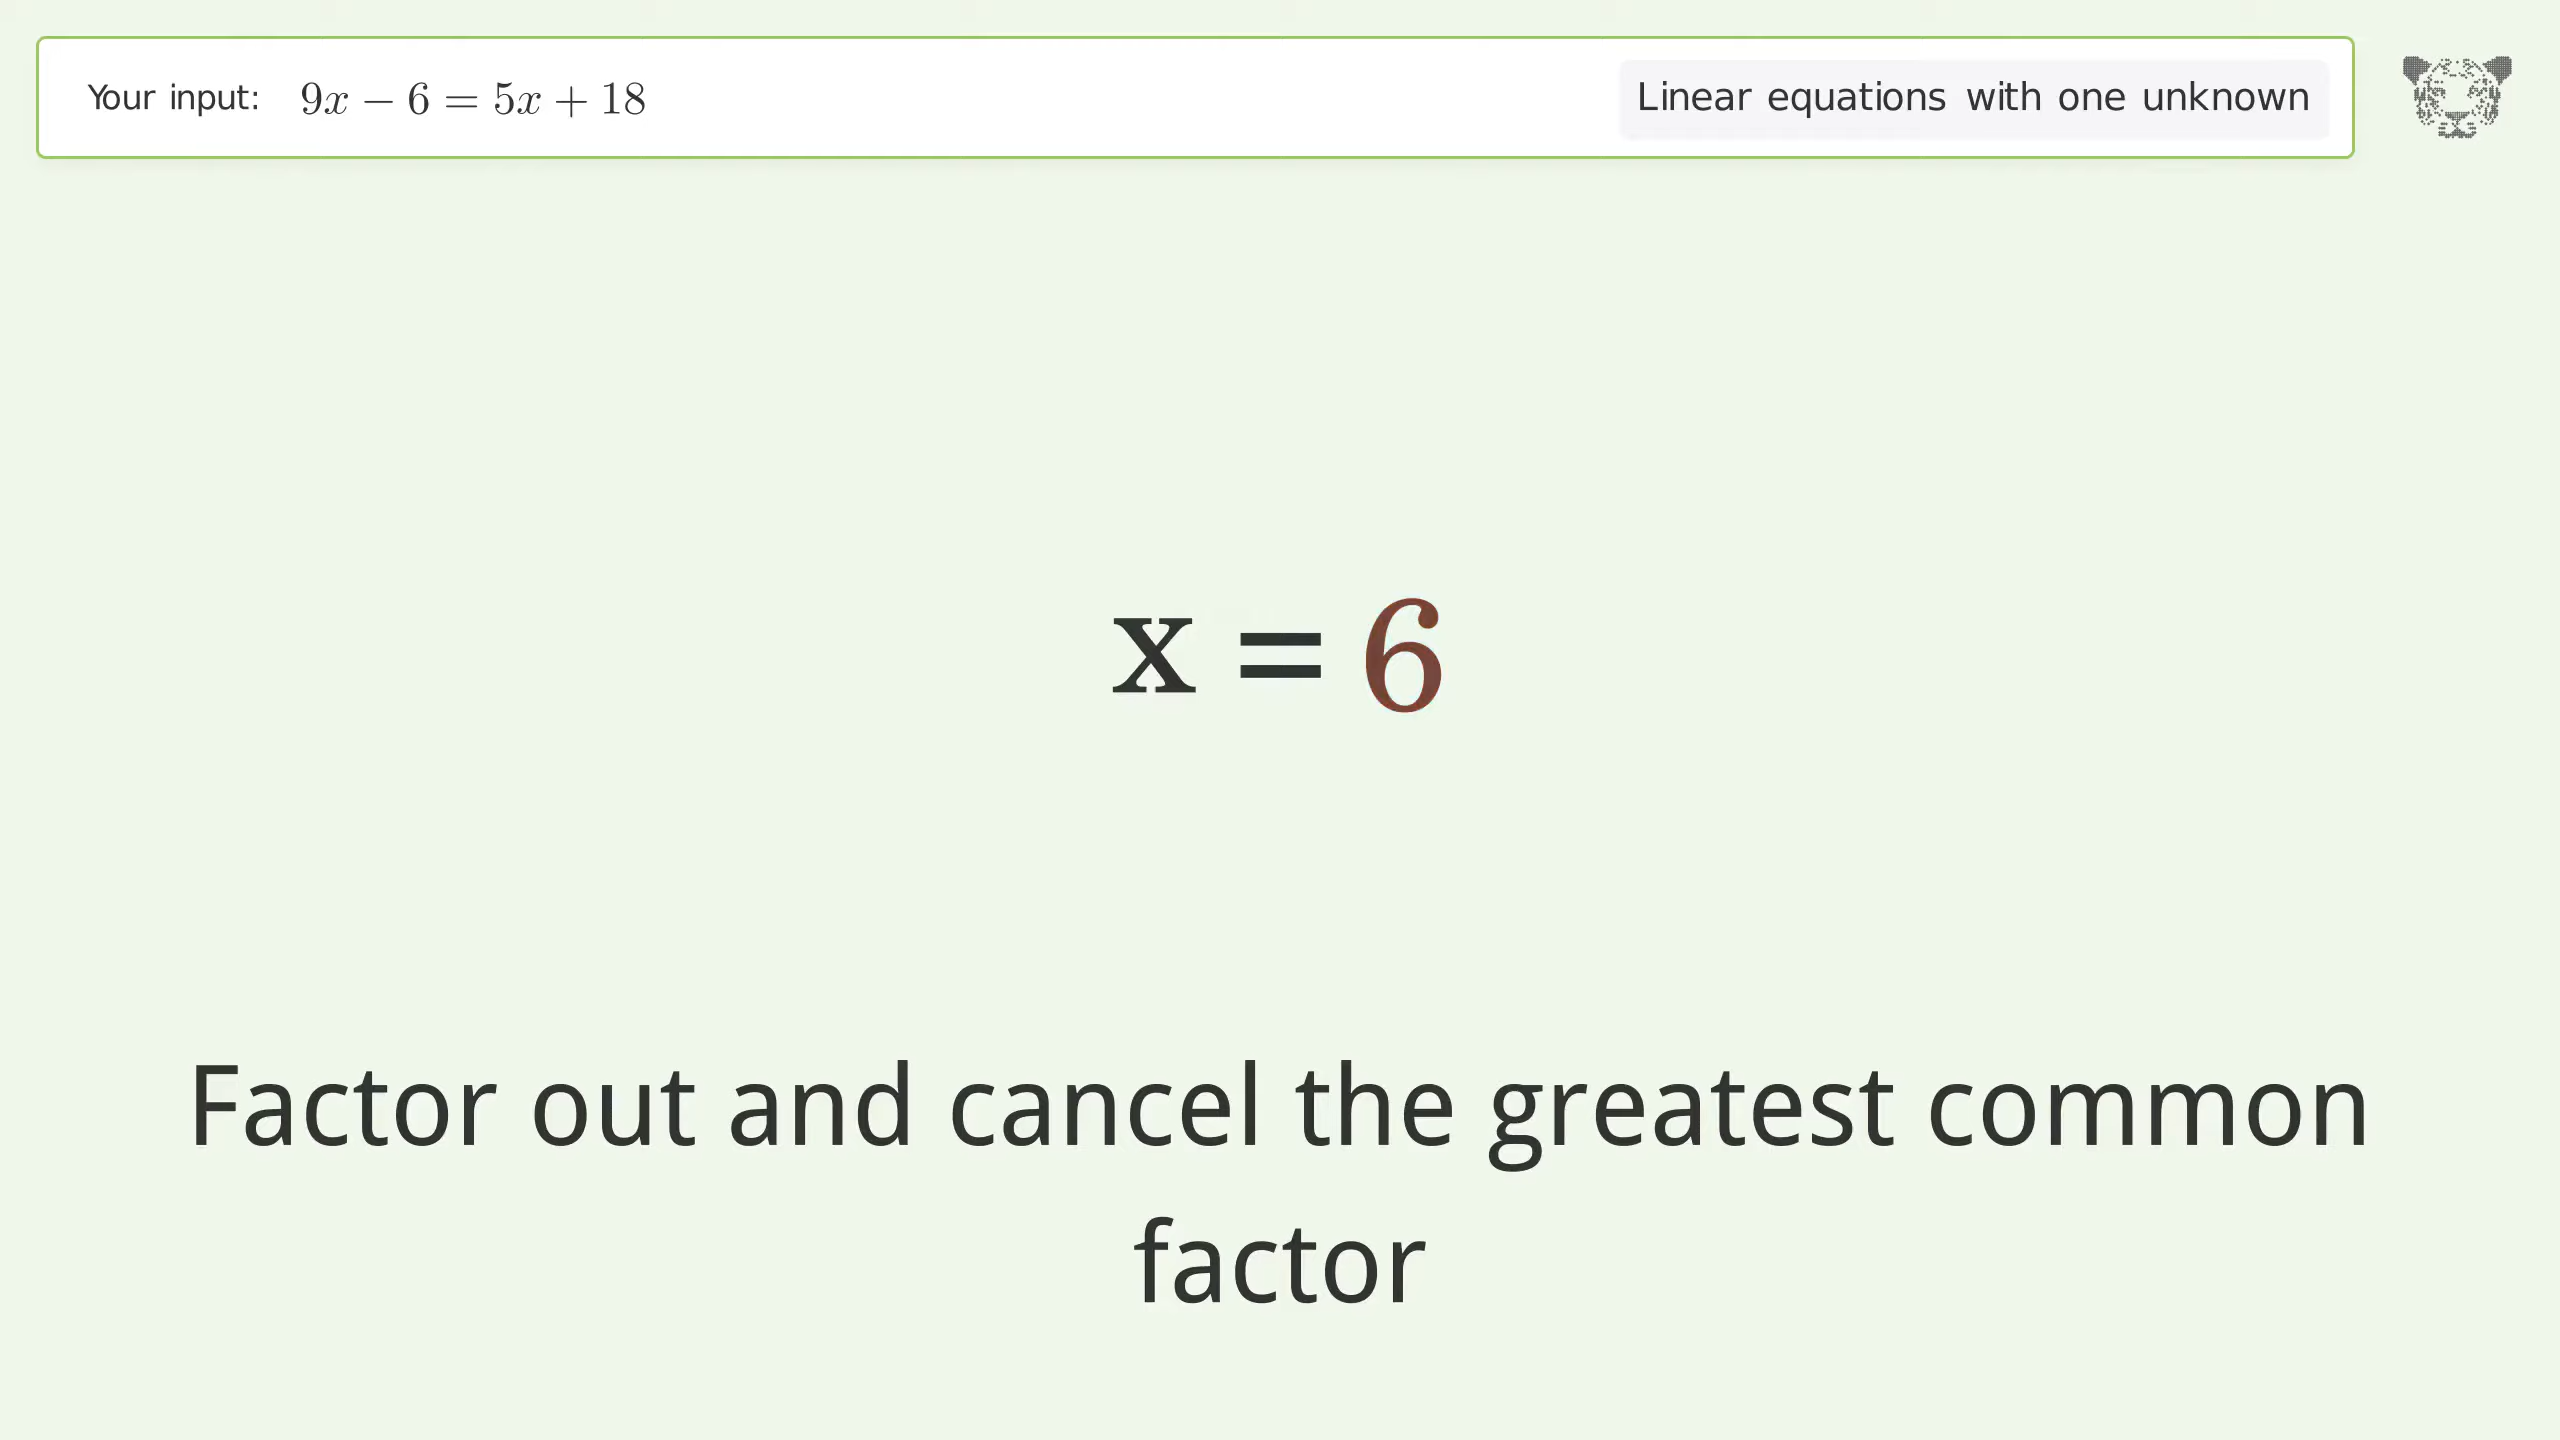 Your input: 9x − 6 = 5x + 18
Linear equations with one unknown
x = 6
Factor out and cancel the greatest common
factor